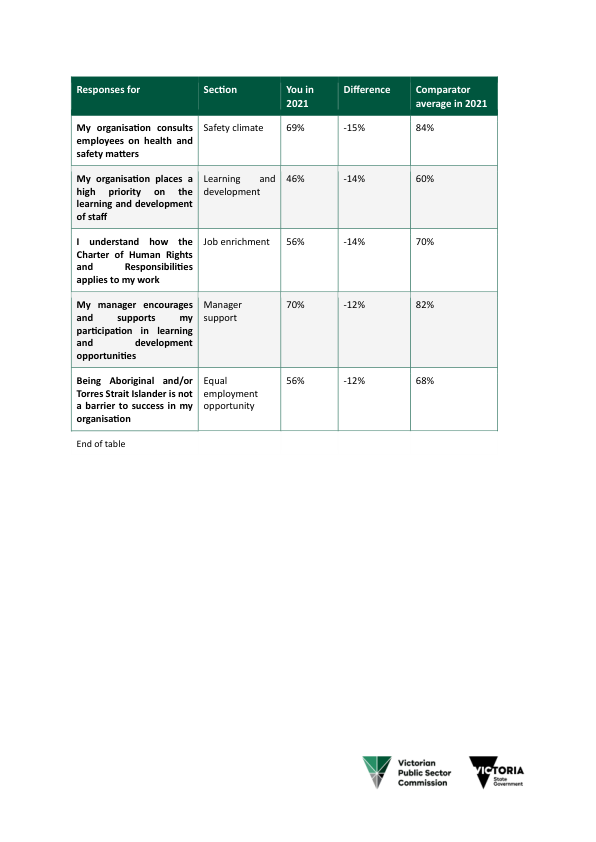 Responses for Section You in 2021 Difference Comparator average in 2021
My organisation consults
employees on health and
safety matters
Safety climate
69%
-15%
84%
My organisation places a
high priority on the
learning and development
of staff
Learning and
development
46%
-14%
60%
I understand how the
Charter of Human Rights
and Responsibilities
applies to my work
Job enrichment
56%
-14%
70%
My manager encourages
and supports my
participation in learning
and development
opportunities
Manager
support
70%
-12%
82%
Being Aboriginal and/or
Torres Strait Islander is not
a barrier to success in my
organisation
Equal
employment
opportunity
56%
-12%
68%
End of table
Victorian
Public Sector
Commission
VICTORIA
State
Government